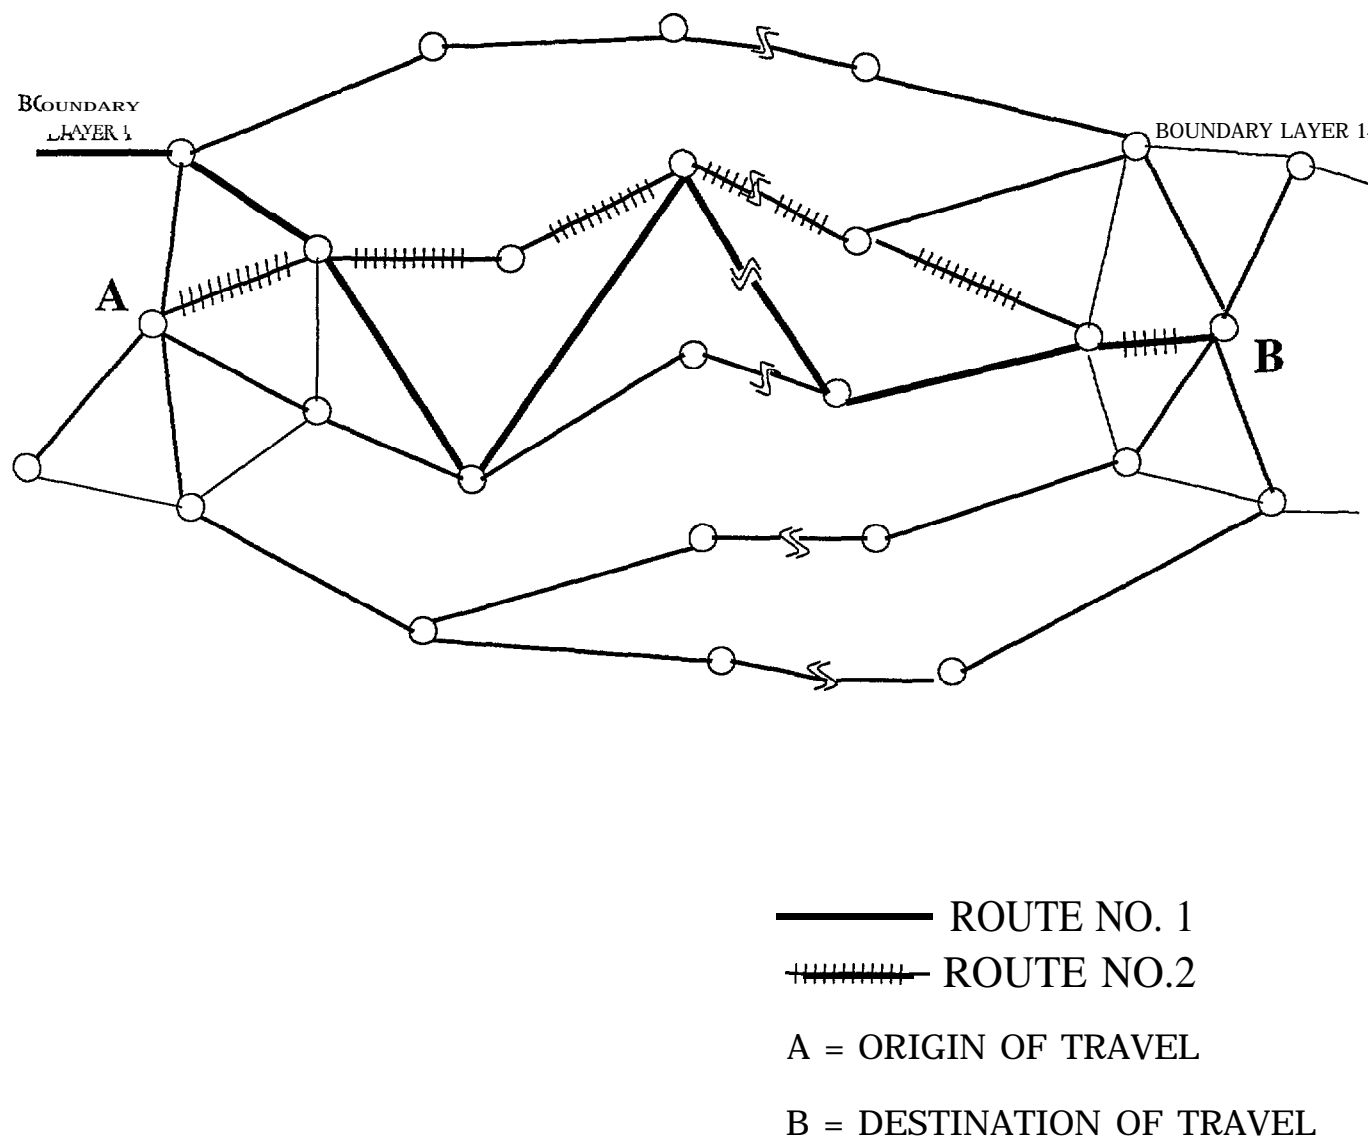 BOUNDARY
LAYER 1
BOUNDARY LAYER 1
A
B
ROUTE NO. 1
ROUTE NO.2
A = ORIGIN OF TRAVEL
B = DESTINATION OF TRAVEL